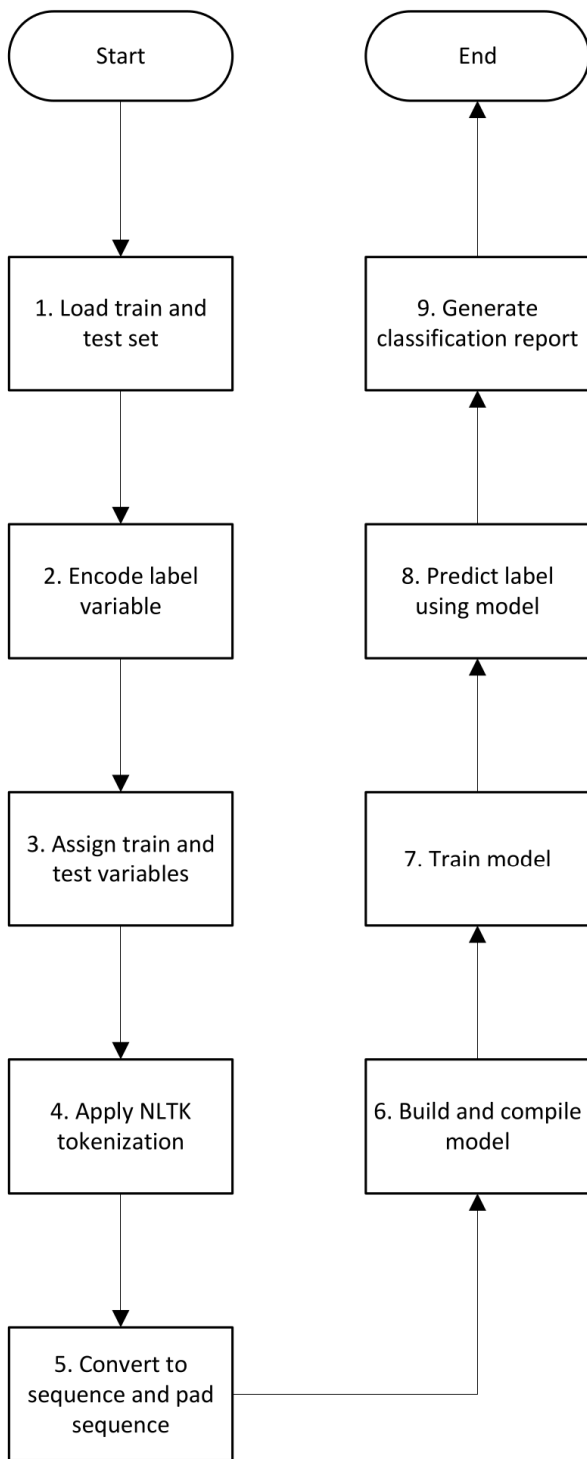 Start
1. Load train and
test set
2. Encode label
variable
3. Assign train and
test variables
4. Apply NLTK
tokenization
5. Convert to
sequence and pad
sequence
6. Build and compile
model
7. Train model
8. Predict label
using model
9. Generate
classification report
End